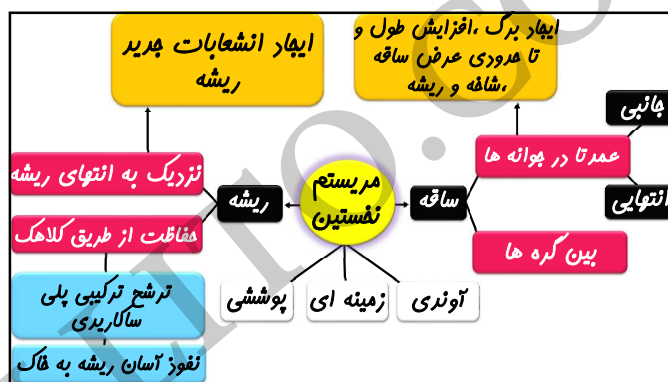 ایجاد برگ ،افزایش طول و
تا حدودی عرض ساقه
،شاخه و ریشه
ایجاد انشعابات جدید
ریشه
جانبی
عمدتا در جوانه ها
انتهایی
بین گره ها
ساقه
مریستم
نخستین
ریشه
نزدیک به انتهای ریشه
حفاظت از طریق کلاهک
ترشح ترکیبی پلی
ساکاریدی
نفوذ آسان ریشه به خاک
آوندی
زمینه ای
پوششی